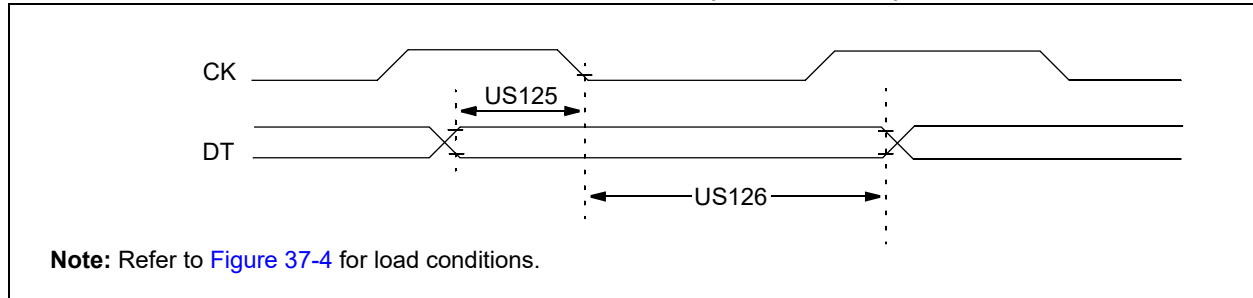 CK
US125
DT
US126
Note: Refer to Figure 37-4 for load conditions.